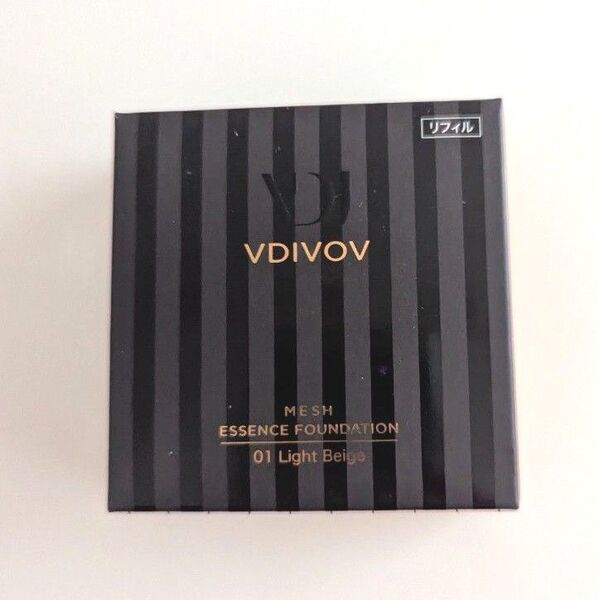 リフィル
VDIVOV
MESH
ESSENCE FOUNDATION
01 Light Beige